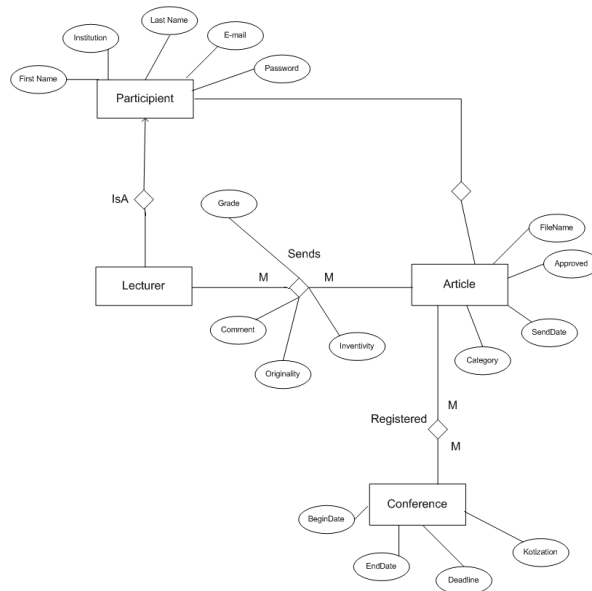 Last Name
Institution
E-mail
First Name
Password
Participient
IsA
Grade
Sends
FileName
Approved
Lecturer
M
M
Article
SendDate
Comment
Inventivity
Category
Originality
M
Registered
M
Conference
BeginDate
Kotization
EndDate
Deadline